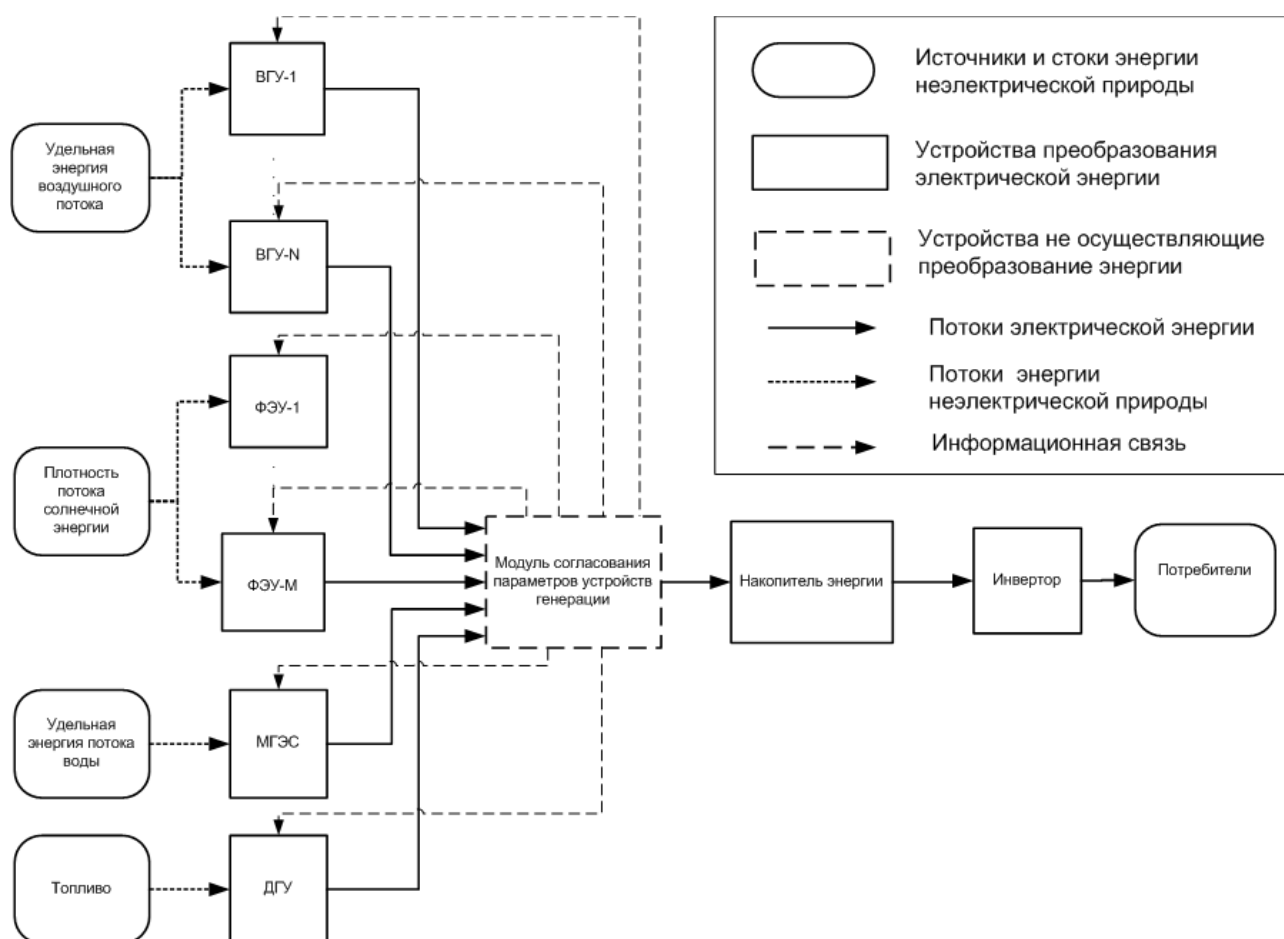 ВГУ-1
Удельная
энергия
воздушного
потока
ВГУ-N
ФЭУ-1
Плотность
потока
солнечной
энергии
ФЭУ-М
Удельная
энергия потока
воды
МГЭС
Топливо
ДГУ
Модуль согласования
параметров устройств
генерации
Накопитель энергии
Инвертор
Потребители
Источники и стоки энергии
неэлектрической природы
Устройства преобразования
электрической энергии
Устройства не осуществляющие
преобразование энергии
Потоки электрической энергии
Потоки энергии
неэлектрической природы
Информационная связь